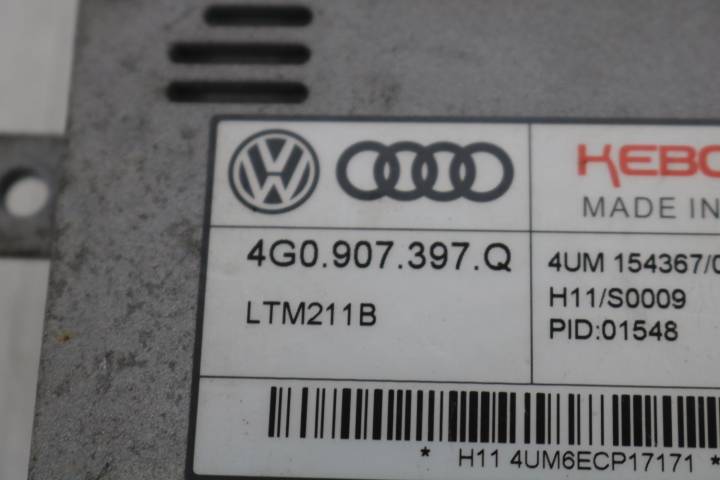 KEBO
MADE IN
4G0.907.397.Q
LTM211B
4UM 154367/
H11/S0009
PID:01548
* H11 4UM6ECP17171 *